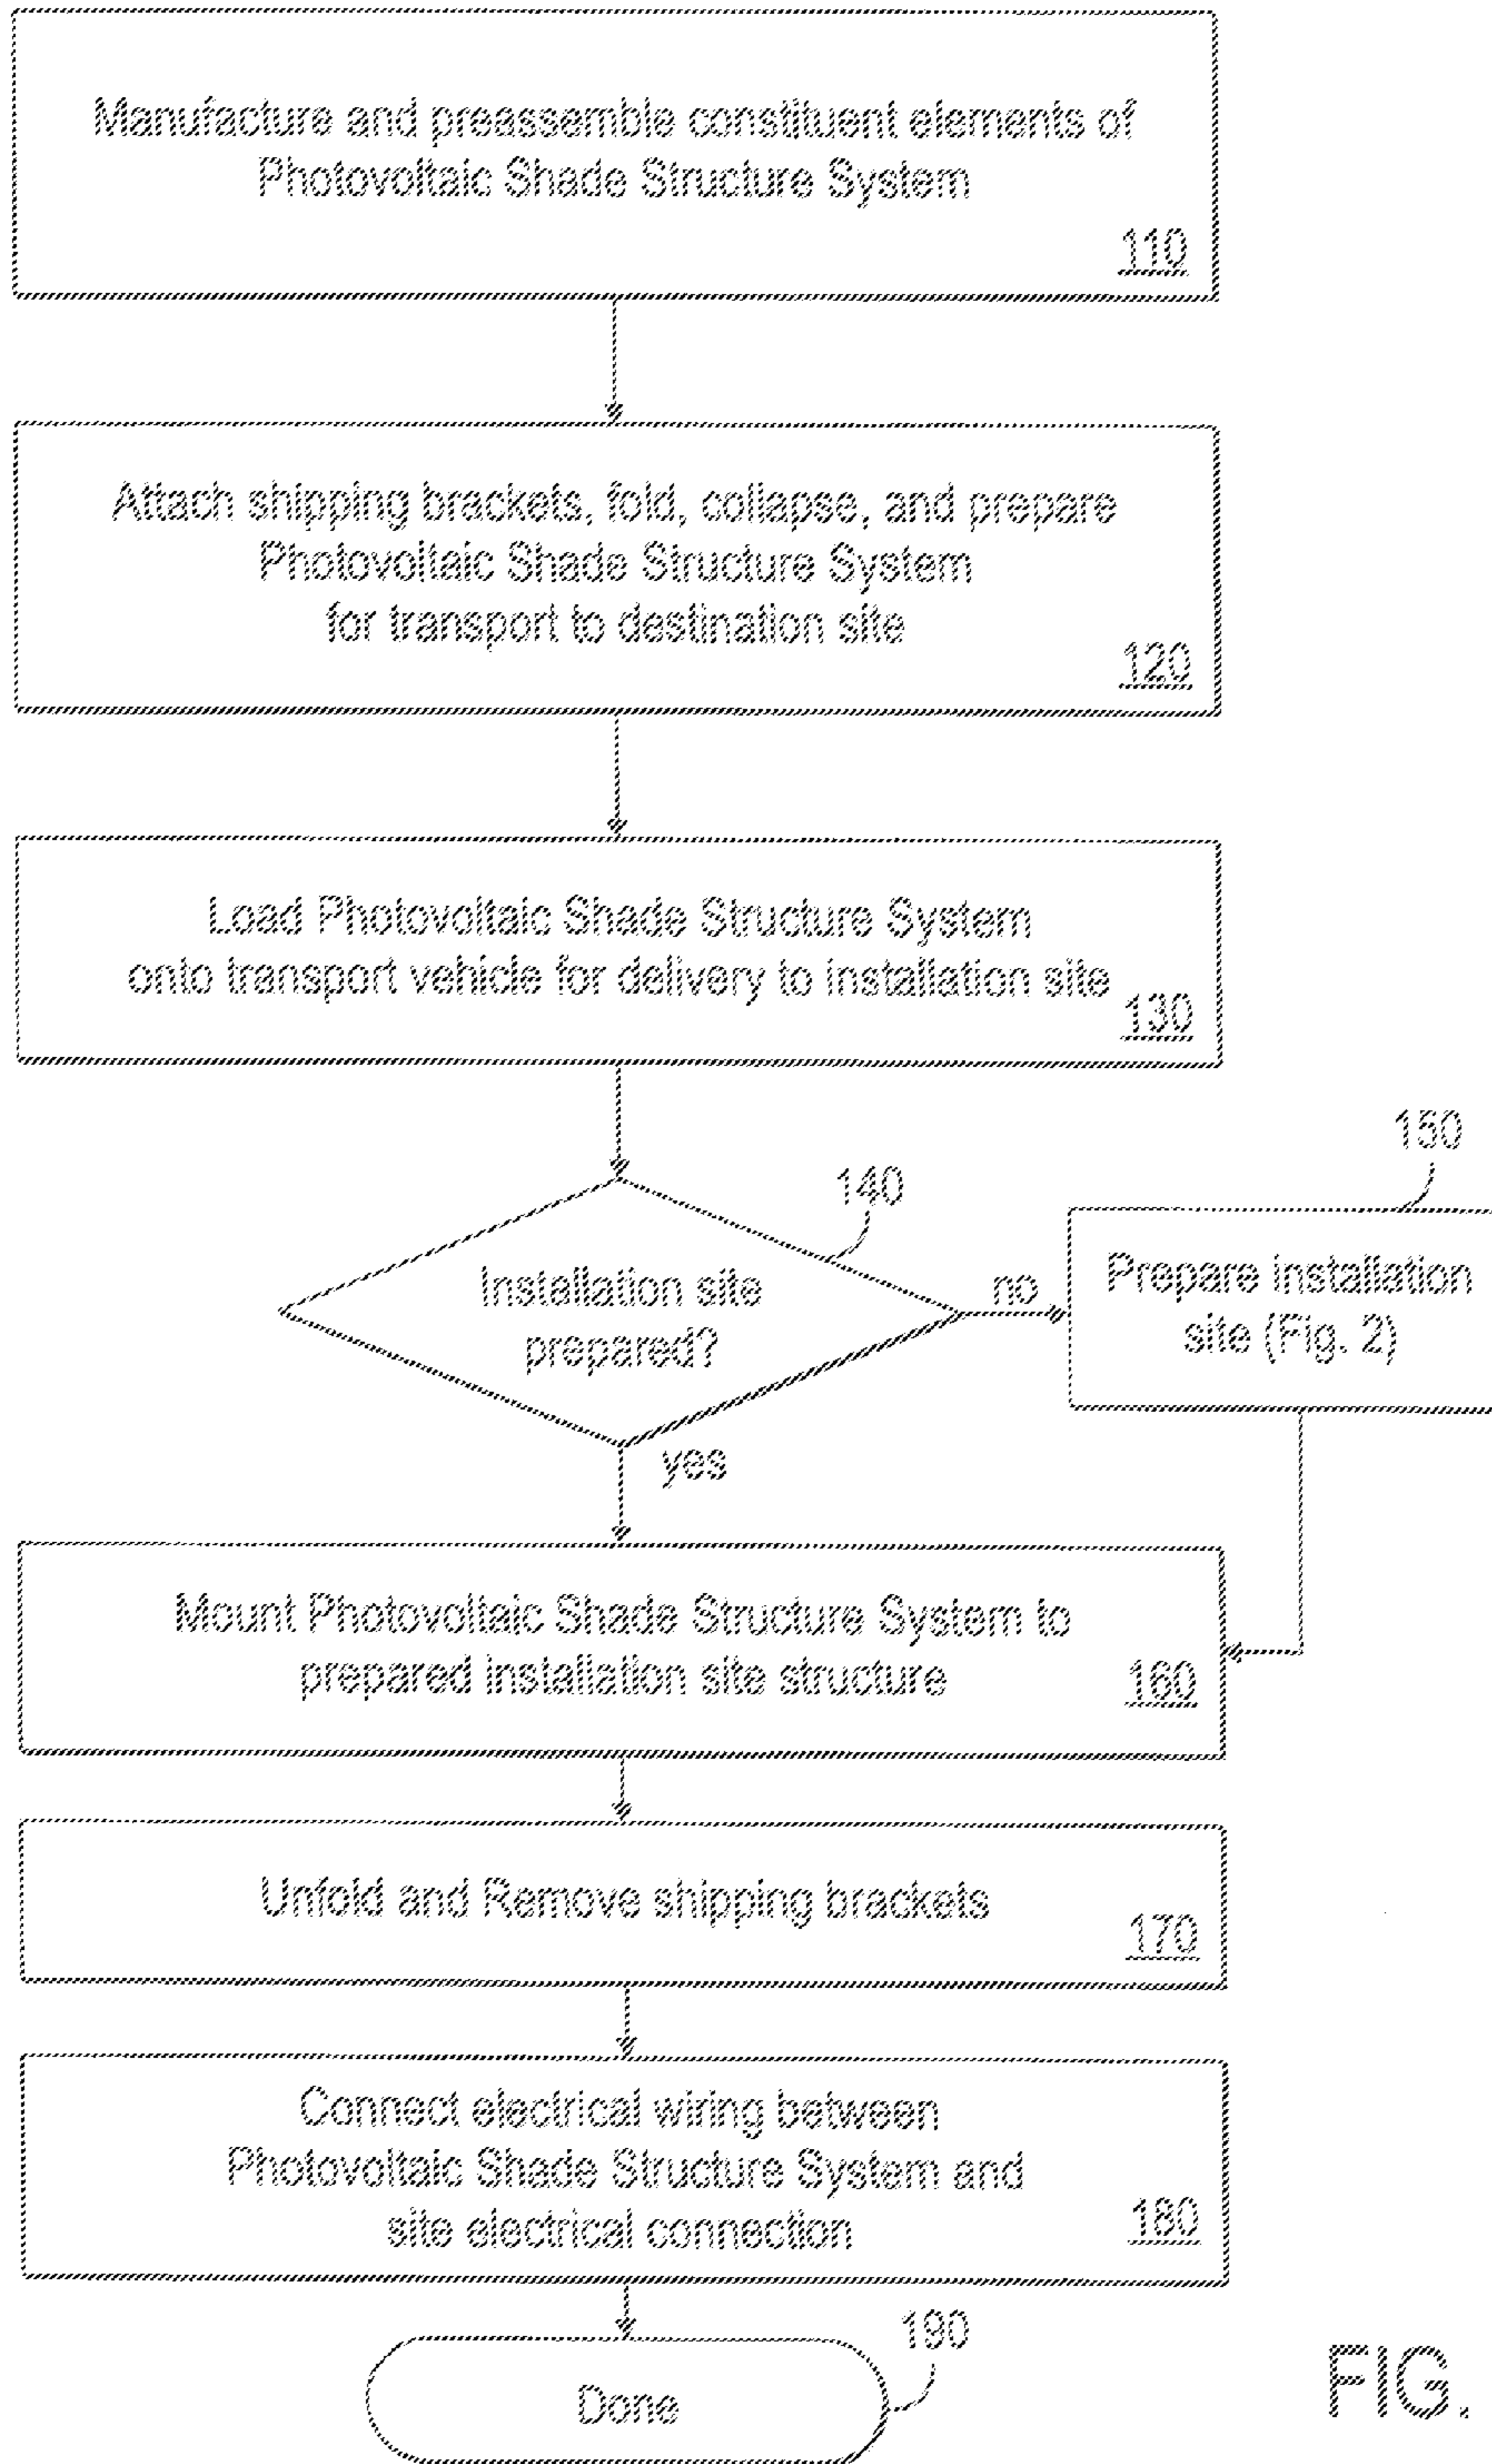 Manufacture and preassemble constituent elements of
Photovoltaic Shade Structure System
110
Attach shipping brackets, fold, collapse, and prepare
Photovoltaic Shade Structure System
for transport to destination site
120
Load Photovoltaic Shade Structure System
onto transport vehicle for delivery to installation site
130
140
Installation site
prepared?
no
150
Prepare installation
site (Fig. 2)
yes
Mount Photovoltaic Shade Structure System to
prepared installation site structure
160
Unfold and Remove shipping brackets
170
Connect electrical wiring between
Photovoltaic Shade Structure System and
site electrical connection
180
190
Done
FIG.